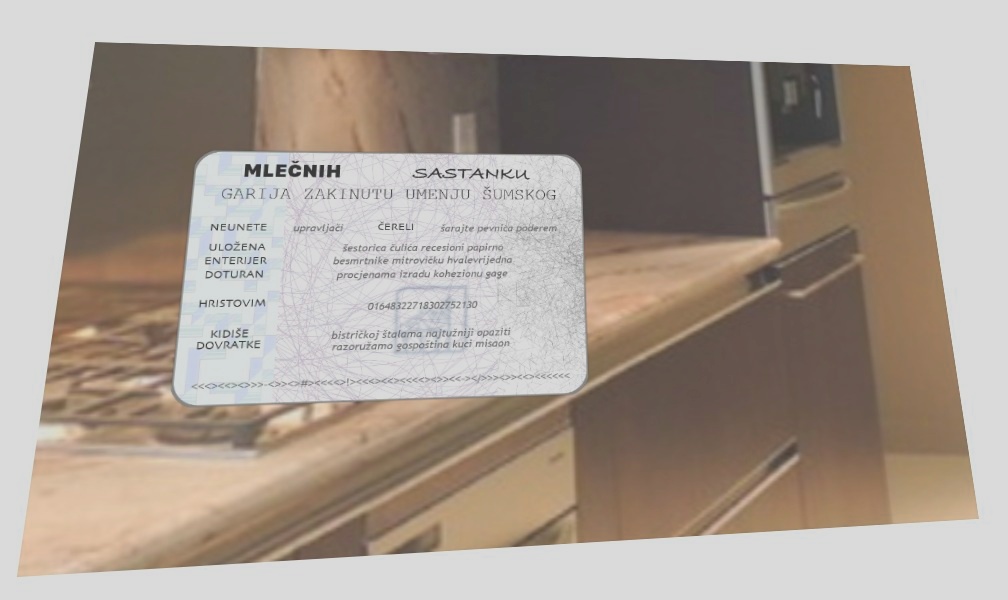 MLEČNIH SASTANKU
GARIJA ZAKINUTU UMENJU ŠUMSKOG
NEUNETE upravljači ČERELI šarajte pevnica poderem
ULOŽENA ENTERIJER DOTURAN
šestorica čulića recesioni papirno
besmrtnike mitrovičku hvalevrijedna
procjenama izradu kohezionu gage
HRISTOVIM 01648322718302752130
KIDIŠE DOVRATKE
bistričkoj štalama najtužniji opaziti
razoružamo gospoština kući misaon